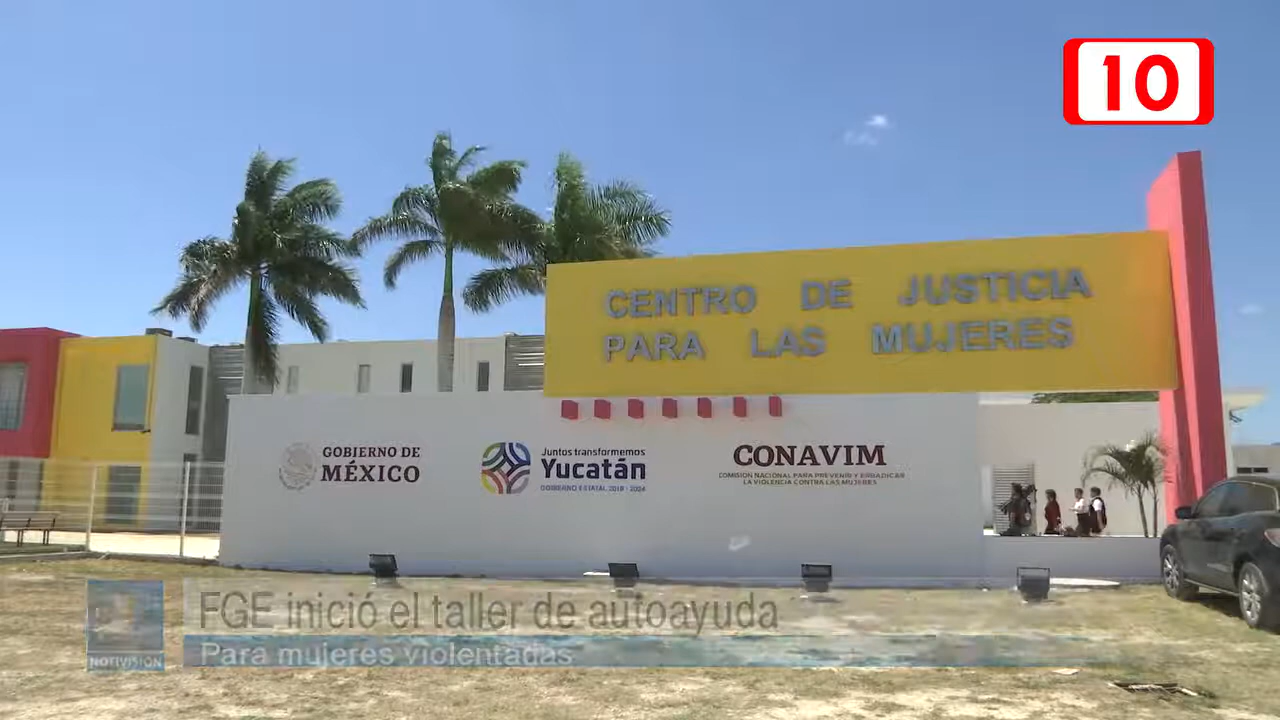 10
CENTRO DE JUSTICIA
PARA LAS MUJERES
GOBIERNO DE
MÉXICO
Juntos transformemos
Yucatán
GOBIERNO ESTATAL 2018 - 2024
CONAVIM
COMISIÓN NACIONAL PARA PREVENIR Y ERRADICAR
LA VIOLENCIA CONTRA LAS MUJERES
FGE inició el taller de autoayuda
Para mujeres violentadas
NOTIVISIÓN